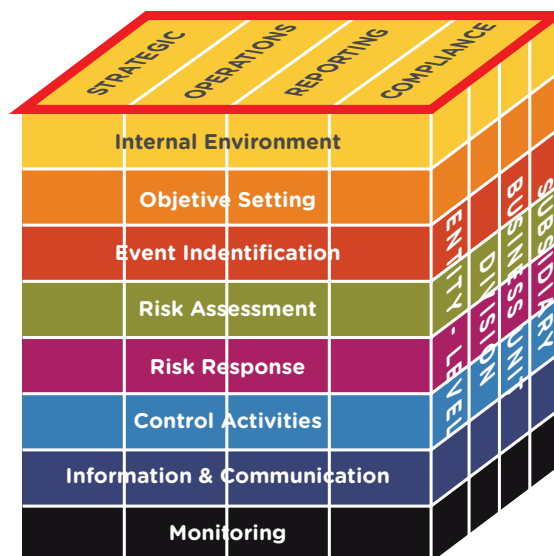 STRATEGIC
OPERATIONS
REPORTING
COMPLIANCE
Internal Environment
Objetive Setting
Event Indentification
Risk Assessment
Risk Response
Control Activities
Information & Communication
Monitoring
ENTITY - LEVEL
DIVISION
BUSINESS UNIT
SUBSIDIARY